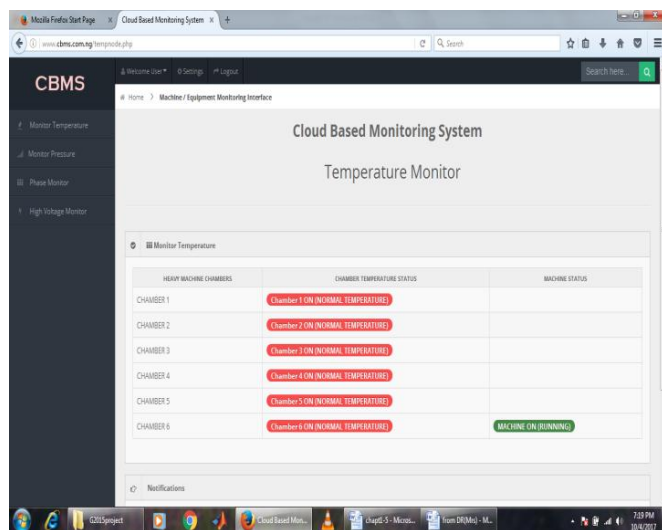 Mozilla Firefox Start Page
Cloud Based Monitoring System
www.cbms.com.ng/tempnode.php
Search
CBMS
Welcome User
Settings
Logout
Search here...
Home > Machine / Equipment Monitoring Interface
Monitor Temperature
Monitor Pressure
Phase Monitor
High Voltage Monitor
Cloud Based Monitoring System
Temperature Monitor
Monitor Temperature
HEAVY MACHINE CHAMBERS CHAMBER TEMPERATURE STATUS MACHINE STATUS
CHAMBER 1 Chamber 1 ON (NORMAL TEMPERATURE)
CHAMBER 2 Chamber 2 ON (NORMAL TEMPERATURE)
CHAMBER 3 Chamber 3 ON (NORMAL TEMPERATURE)
CHAMBER 4 Chamber 4 ON (NORMAL TEMPERATURE)
CHAMBER 5 Chamber 5 ON (NORMAL TEMPERATURE)
CHAMBER 6 Chamber 6 ON (NORMAL TEMPERATURE) MACHINE ON (RUNNING)
Notifications
G2015project
Cloud Based Mon...
chapt1-5 - Micros...
from DR(Mrs) - M...
7:19 PM
10/4/2017